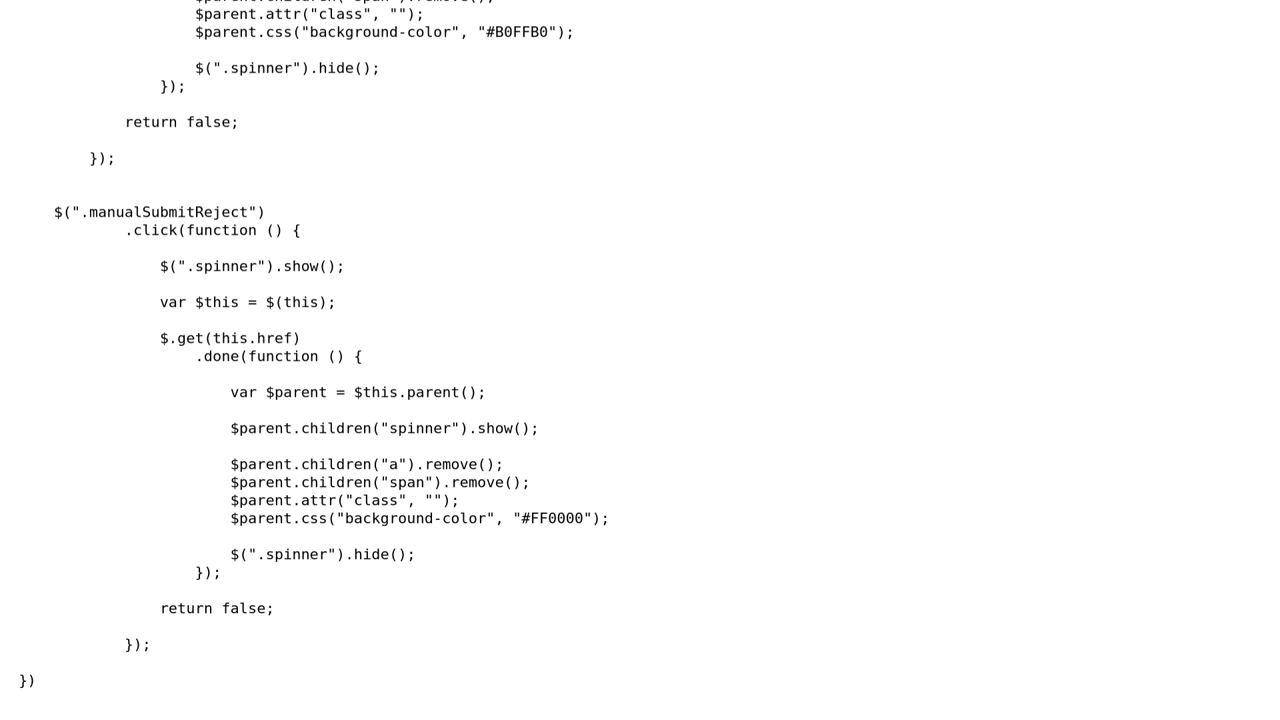 $parent.attr("class", "");
$parent.css("background-color", "#B0FFB0");
$(".spinner").hide();
});
return false;
});
$(".manualSubmitReject")
.click(function () {
$(".spinner").show();
var $this = $(this);
$.get(this.href)
.done(function () {
var $parent = $this.parent();
$parent.children("spinner").show();
$parent.children("a").remove();
$parent.children("span").remove();
$parent.attr("class", "");
$parent.css("background-color", "#FF0000");
$(".spinner").hide();
});
return false;
});
})